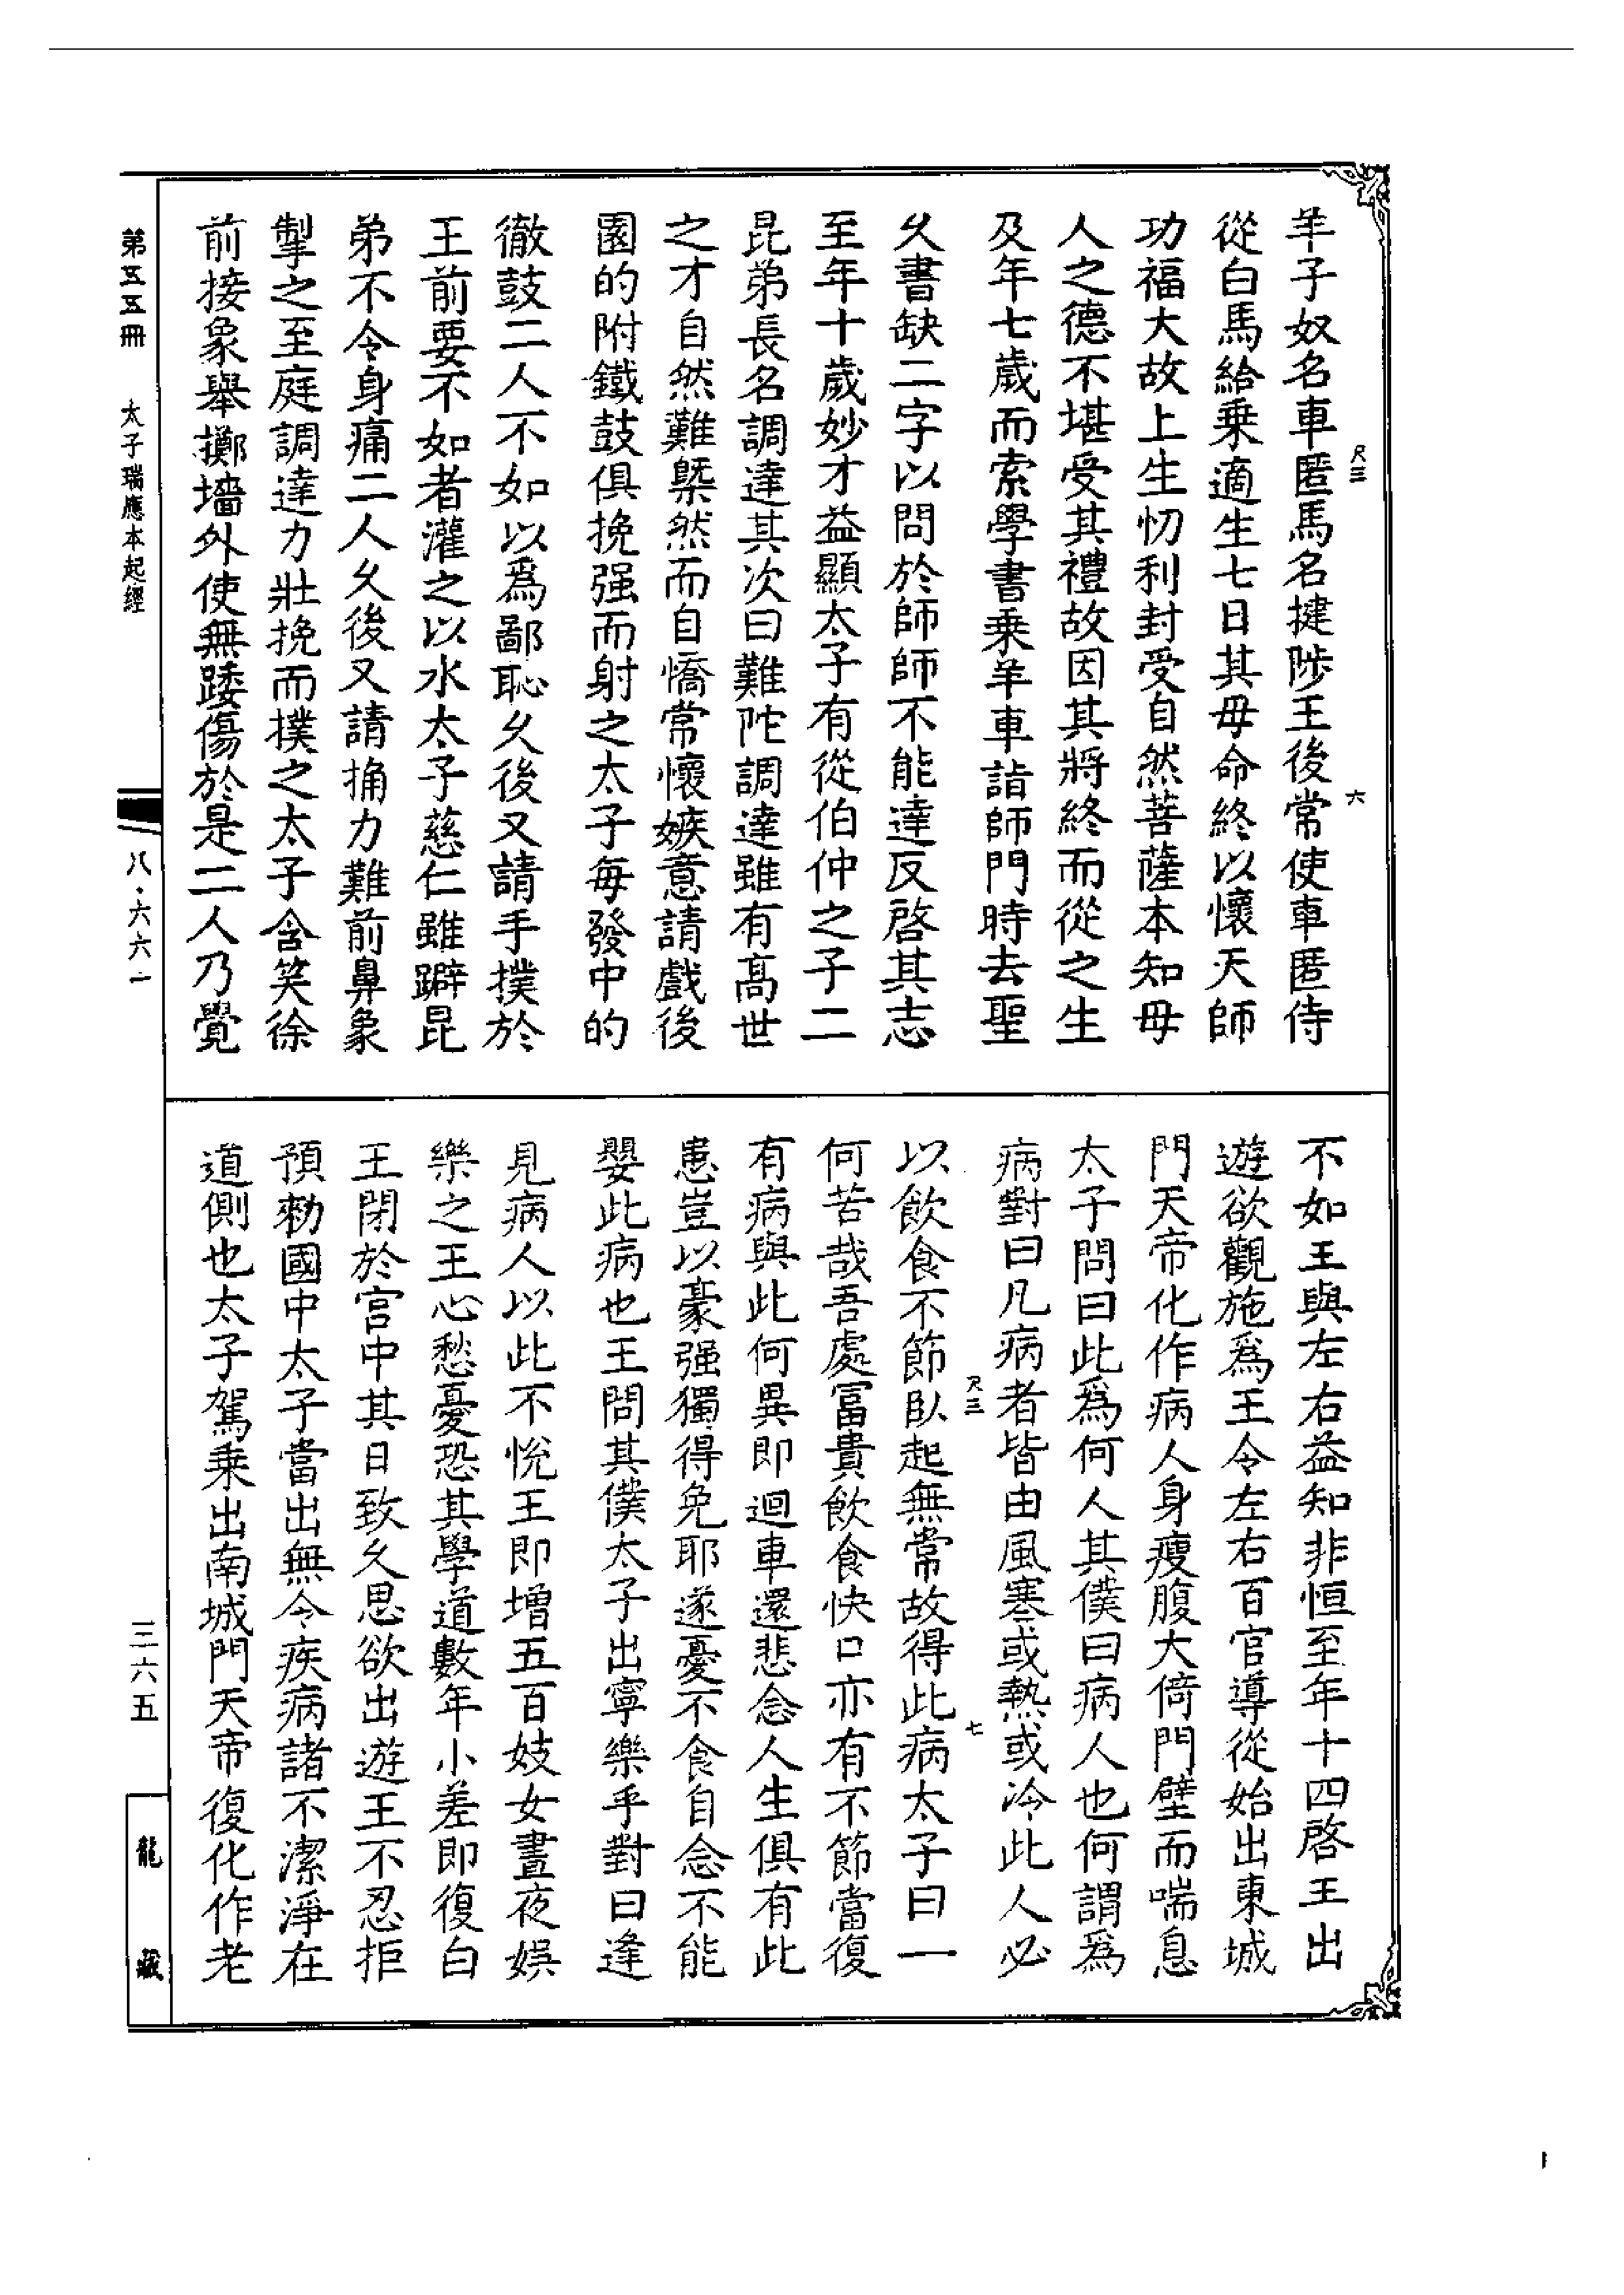 羊子奴名車匿馬名揵陟王後常使車匿侍
從白馬給乗適生七日其母命終以懷天師
功福大故上生忉利封受自然菩薩本知母
人之德不堪受其禮故因其將終而從之生
及年七歲而索學書乗羊車詣師門時去聖
久書缺二字以問於師師不能達反啓其志
至年十歲妙才益顯太子有從伯仲之子二
昆弟長名調達其次曰難陀調達雖有高世
之才自然難槩然而自憍常懷嫉意請戲後
園的附鐵鼓俱挽强而射之太子每發中的
徹鼓二人不如以爲鄙恥久後又請手撲於
王前要不如者灌之以水太子慈仁雖躃昆
弟不令身痛二人久後又請捔力難前鼻象
掣之至庭調達力壯挽而撲之太子含笑徐
前接象舉擲墻外使無踒傷於是二人乃覺
不如王與左右益知非恒至年十四啓王出
遊欲觀施爲王令左右百官導從始出東城
門天帝化作病人身瘦腹大倚門壁而喘息
太子問曰此爲何人其僕曰病人也何謂爲
病對曰凡病者皆由風寒或熱或冷此人必
以飲食不節臥起無常故得此病太子曰一
何苦哉吾處富貴飲食快口亦有不節當復
有病與此何異即迴車還悲念人生俱有此
患豈以豪强獨得免耶遂憂不食自念不能
嬰此病也王問其僕太子出寧樂乎對曰逢
見病人以此不悅王即增五百妓女晝夜娛
樂之王心愁憂恐其學道數年小差即復白
王閉於宫中其日致久思欲出遊王不忍拒
預勑國中太子當出無令疾病諸不潔淨在
道側也太子駕乗出南城門天帝復化作老
尺三
六
尺三
七
第五五冊 太子瑞應本起經
八·六六一
三六五
龍藏